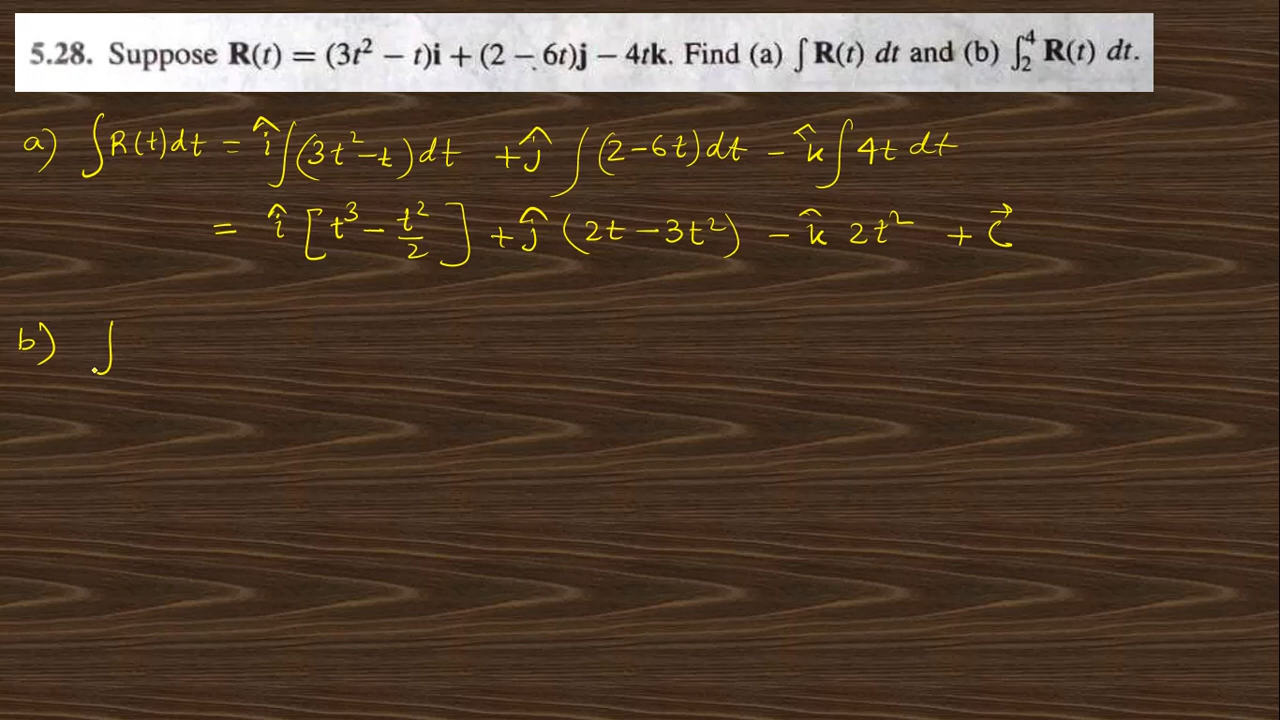 5.28. Suppose R(t) = (3t² − t)i + (2 − 6t)j − 4tk. Find (a) ∫ R(t) dt and (b) ∫₂⁴ R(t) dt.
a) ∫R(t)dt = î∫(3t²−t)dt + ĵ∫(2−6t)dt − k̂∫4t dt
= î[t³ − t²/2] + ĵ(2t − 3t²) − k̂ 2t² + C⃗
b) ∫